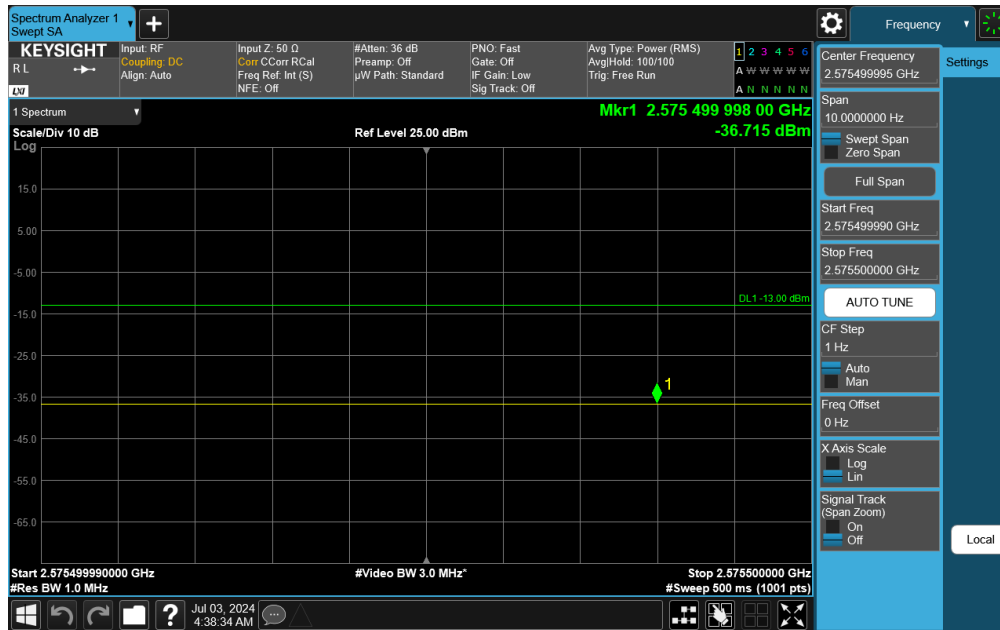 Spectrum Analyzer 1
Swept SA
+
Frequency
KEYSIGHT
R L
LXI
Input: RF
Coupling: DC
Align: Auto
Input Z: 50 Ω
Corr CCorr RCal
Freq Ref: Int (S)
NFE: Off
#Atten: 36 dB
Preamp: Off
µW Path: Standard
PNO: Fast
Gate: Off
IF Gain: Low
Sig Track: Off
Avg Type: Power (RMS)
Avg|Hold: 100/100
Trig: Free Run
1 2 3 4 5 6
A W W W W W
A N N N N N
1 Spectrum
Mkr1 2.575 499 998 00 GHz
Scale/Div 10 dB
Ref Level 25.00 dBm
-36.715 dBm
Log
15.0
5.00
-5.00
DL1 -13.00 dBm
-15.0
-25.0
1
-35.0
-45.0
-55.0
-65.0
Start 2.575499990000 GHz
#Video BW 3.0 MHz*
Stop 2.575500000 GHz
#Res BW 1.0 MHz
#Sweep 500 ms (1001 pts)
?
Jul 03, 2024
4:38:34 AM
Center Frequency
2.575499995 GHz
Settings
Span
10.0000000 Hz
Swept Span
Zero Span
Full Span
Start Freq
2.575499990 GHz
Stop Freq
2.575500000 GHz
AUTO TUNE
CF Step
1 Hz
Auto
Man
Freq Offset
0 Hz
X Axis Scale
Log
Lin
Signal Track
(Span Zoom)
On
Off
Local